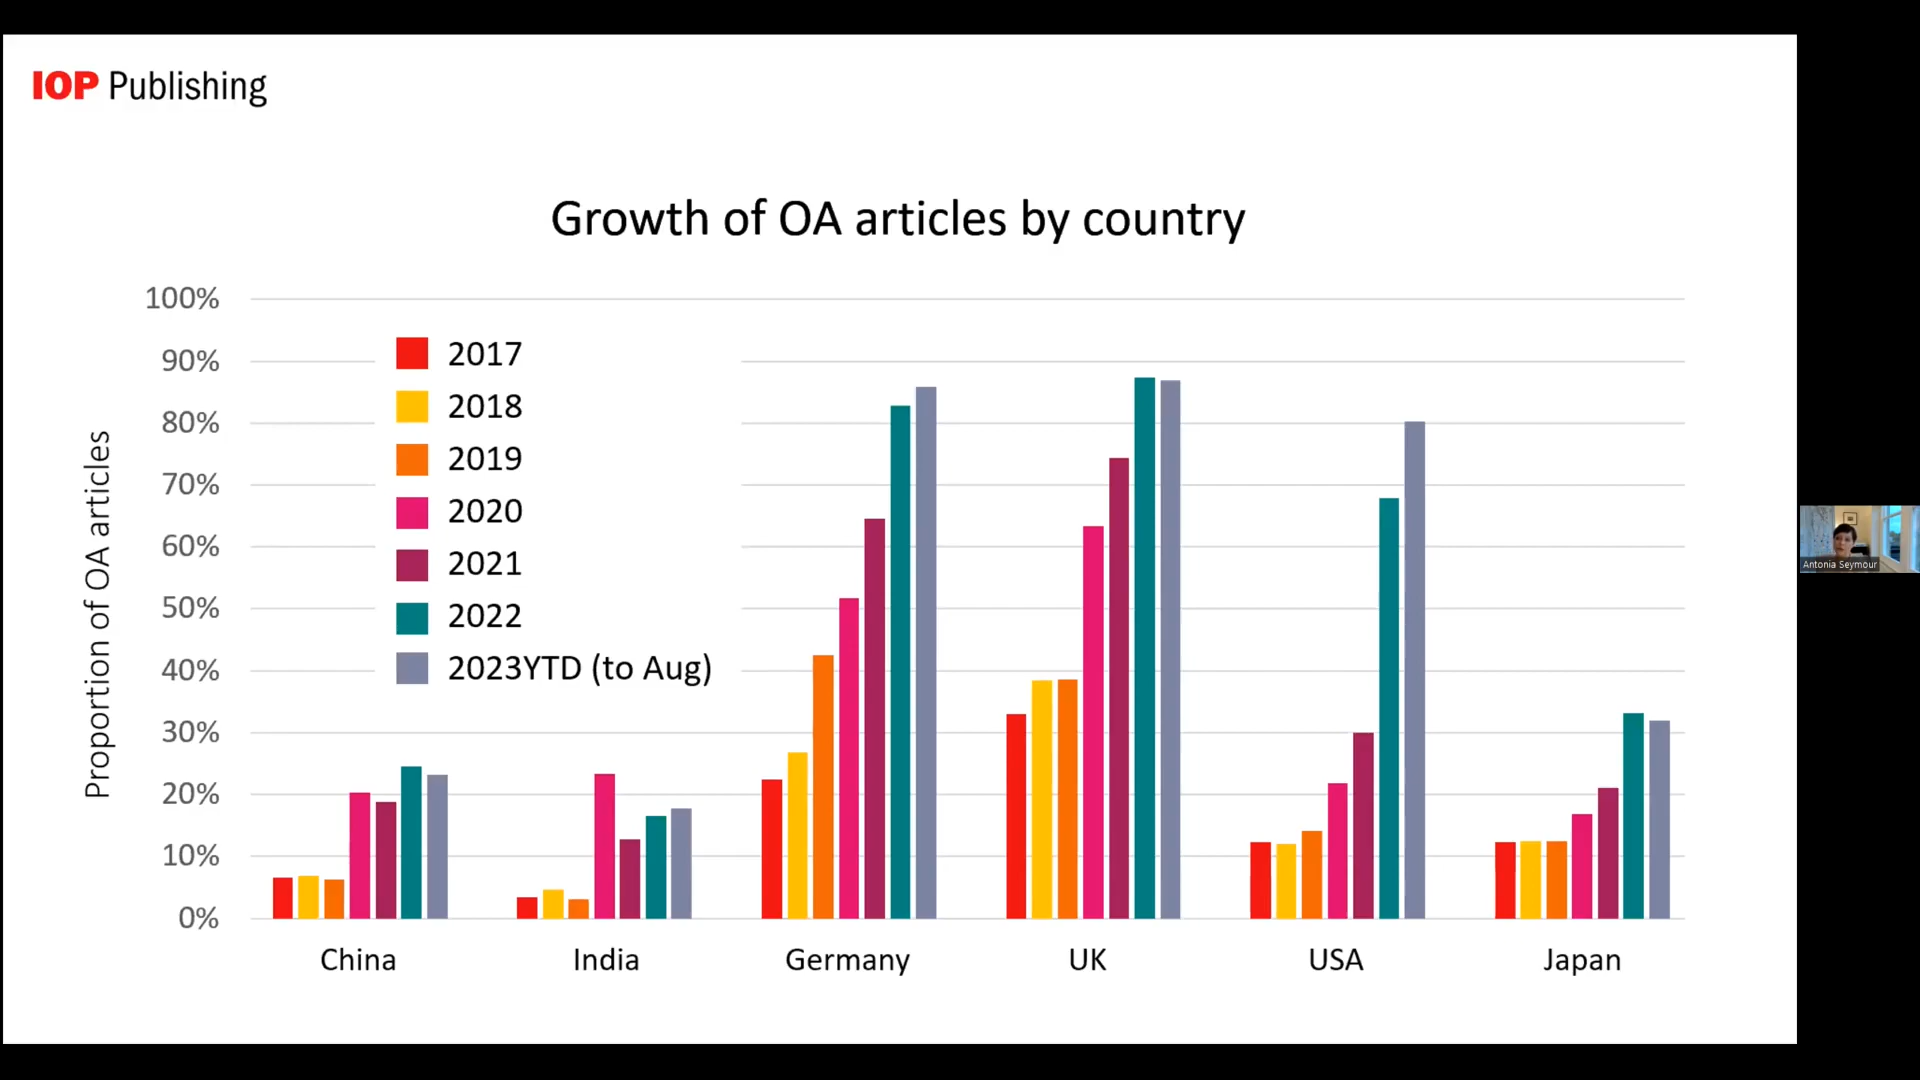 IOP Publishing
Growth of OA articles by country
Proportion of OA articles
100%
90%
80%
70%
60%
50%
40%
30%
20%
10%
0%
2017
2018
2019
2020
2021
2022
2023YTD (to Aug)
China
India
Germany
UK
USA
Japan
Antonia Seymour